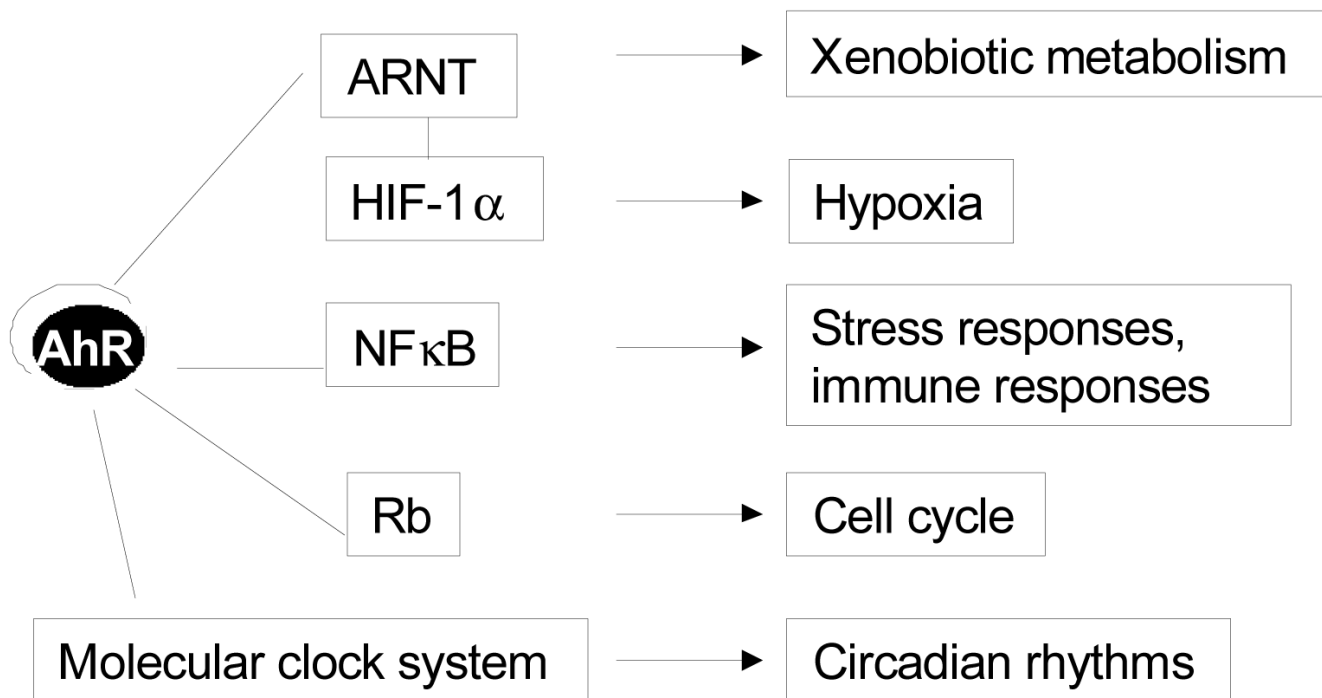 ARNT
Xenobiotic metabolism
HIF-1α
Hypoxia
AhR
NFκB
Stress responses,
immune responses
Rb
Cell cycle
Molecular clock system
Circadian rhythms